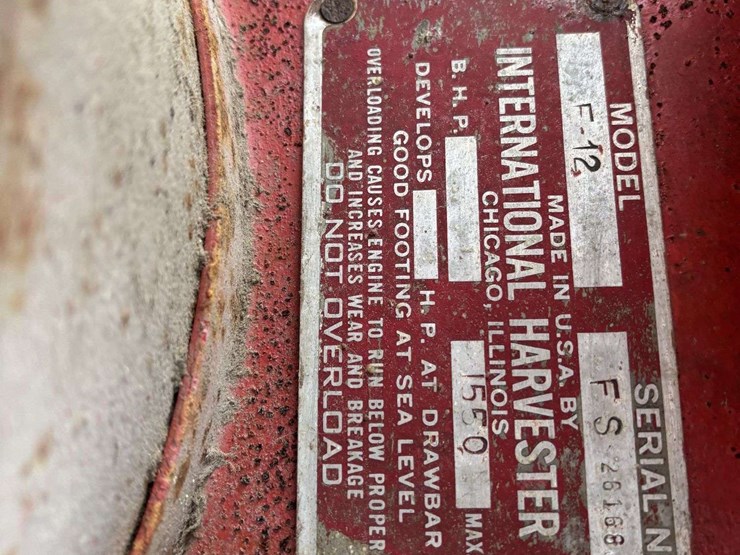 MODEL SERIAL N
F-12 FS 26168
MADE IN U.S.A. BY
INTERNATIONAL HARVESTER
CHICAGO, ILLINOIS
B. H. P. 1550 MAX
DEVELOPS H. P. AT DRAWBAR
GOOD FOOTING AT SEA LEVEL
OVERLOADING CAUSES ENGINE TO RUN BELOW PROPER
AND INCREASES WEAR AND BREAKAGE
DO NOT OVERLOAD